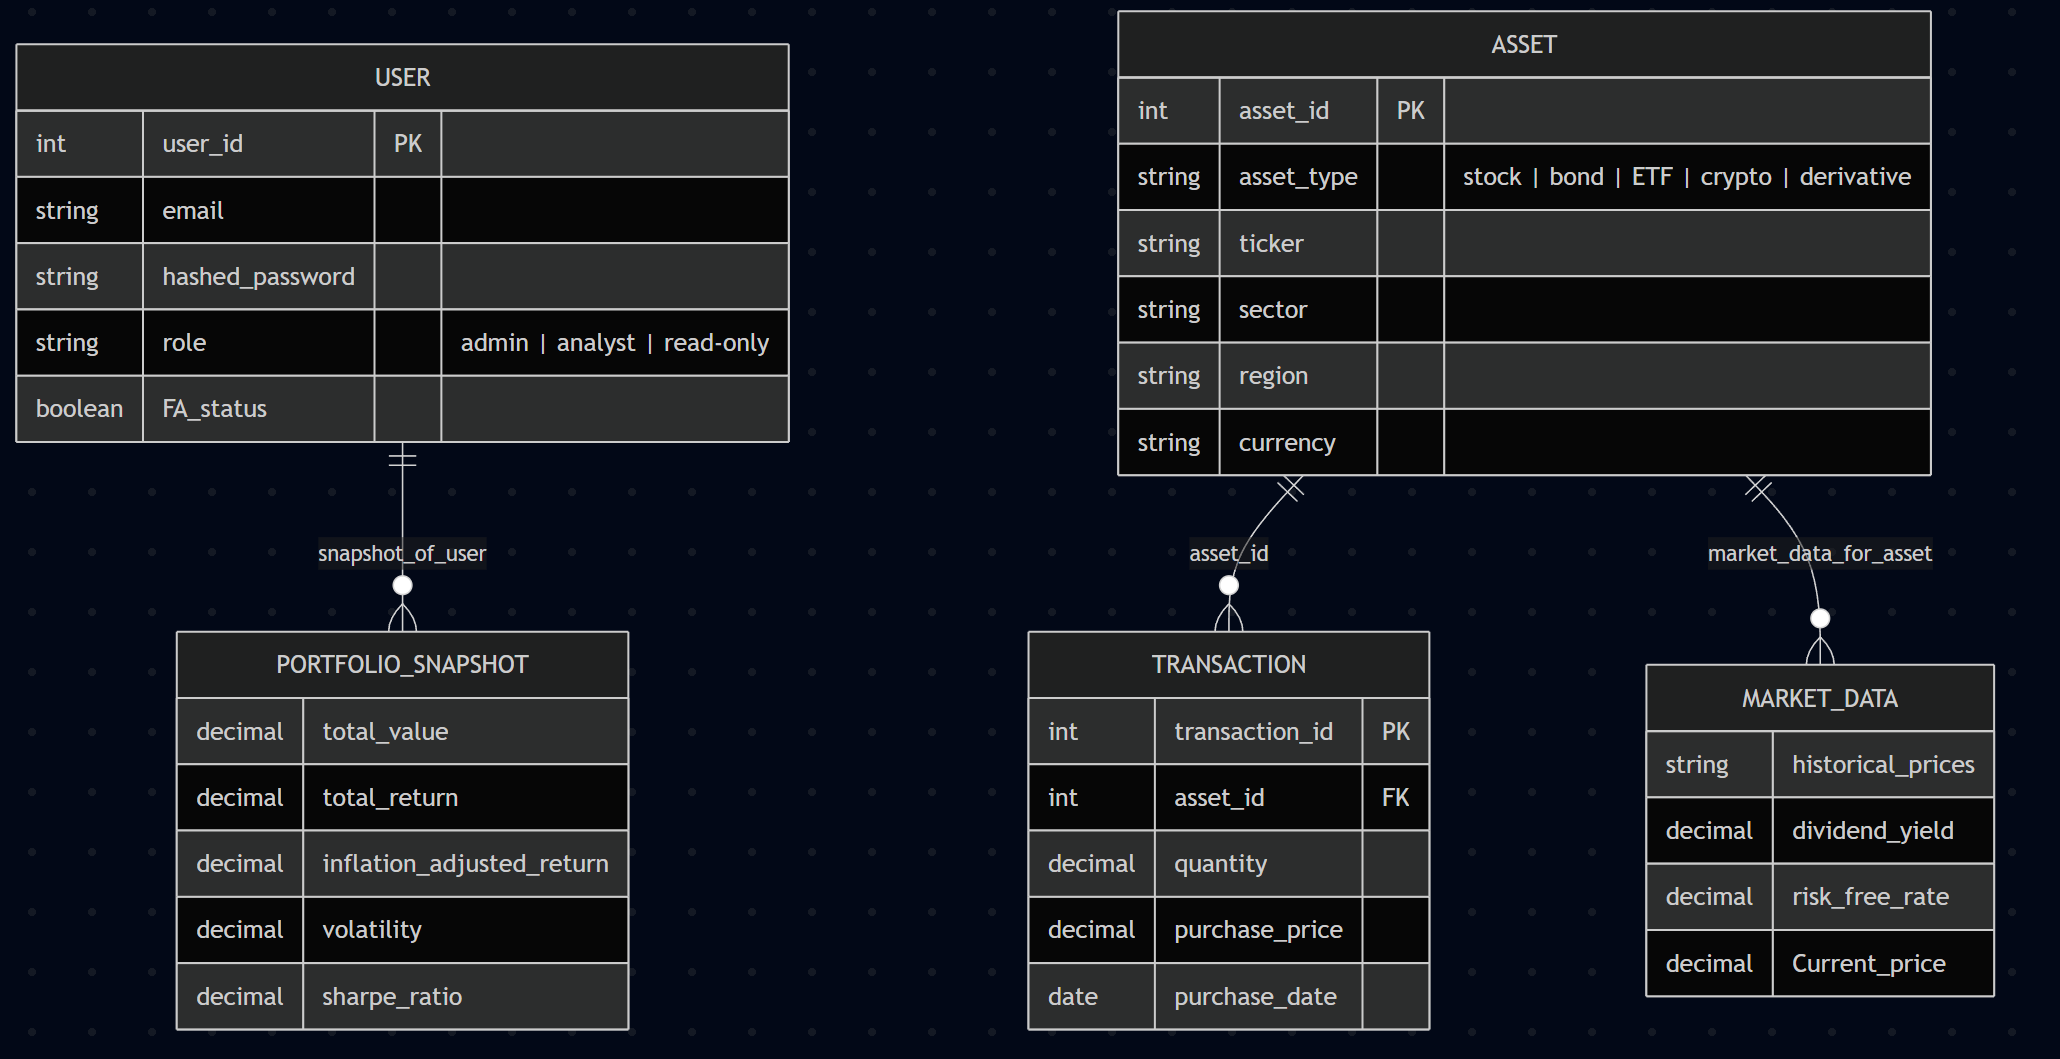 USER
int user_id PK
string email
string hashed_password
string role admin | analyst | read-only
boolean FA_status
ASSET
int asset_id PK
string asset_type stock | bond | ETF | crypto | derivative
string ticker
string sector
string region
string currency
snapshot_of_user
asset_id
market_data_for_asset
PORTFOLIO_SNAPSHOT
decimal total_value
decimal total_return
decimal inflation_adjusted_return
decimal volatility
decimal sharpe_ratio
TRANSACTION
int transaction_id PK
int asset_id FK
decimal quantity
decimal purchase_price
date purchase_date
MARKET_DATA
string historical_prices
decimal dividend_yield
decimal risk_free_rate
decimal Current_price